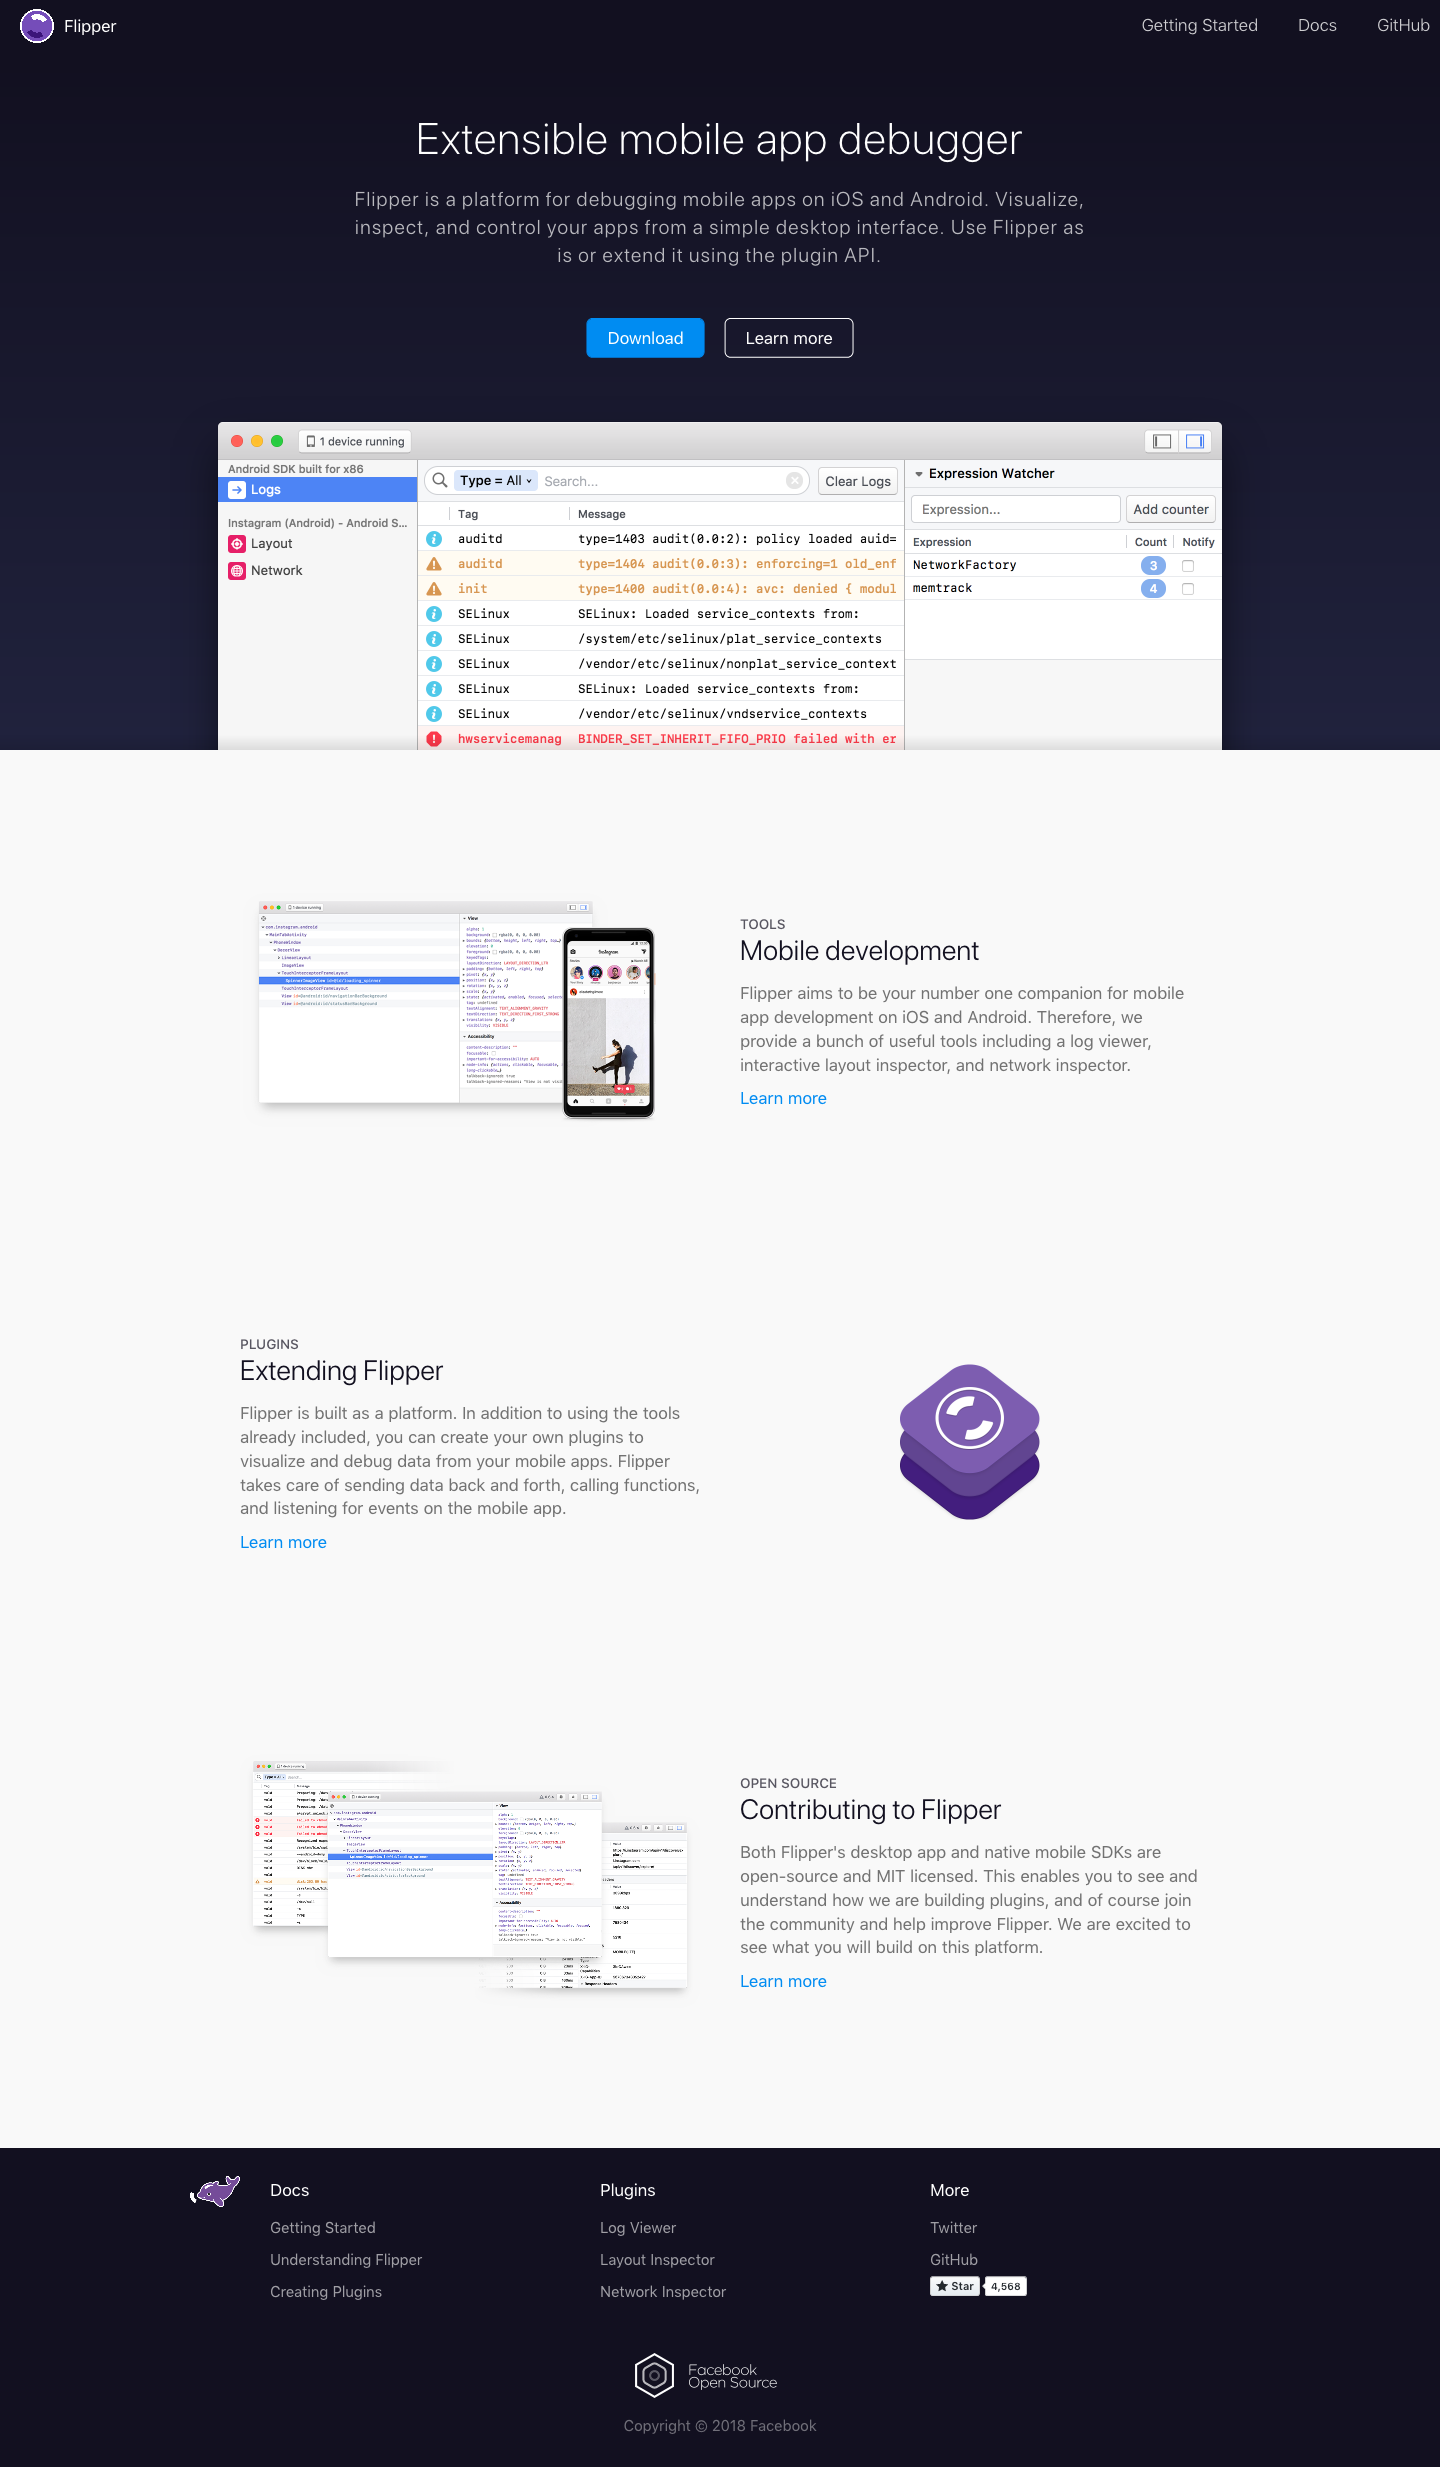 Flipper
Getting Started
Docs
GitHub
Extensible mobile app debugger
Flipper is a platform for debugging mobile apps on iOS and Android. Visualize,
inspect, and control your apps from a simple desktop interface. Use Flipper as
is or extend it using the plugin API.
Download
Learn more
1 device running
Android SDK built for x86
Logs
Instagram (Android) - Android S...
Layout
Network
Type = All
Search...
Clear Logs
Tag Message
auditd type=1403 audit(0.0:2): policy loaded auid=
auditd type=1404 audit(0.0:3): enforcing=1 old_enf
init type=1400 audit(0.0:4): avc: denied { modul
SELinux SELinux: Loaded service_contexts from:
SELinux /system/etc/selinux/plat_service_contexts
SELinux /vendor/etc/selinux/nonplat_service_context
SELinux SELinux: Loaded service_contexts from:
SELinux /vendor/etc/selinux/vndservice_contexts
hwservicemanag BINDER_SET_INHERIT_FIFO_PRIO failed with er
Expression Watcher
Expression...
Add counter
Expression Count Notify
NetworkFactory 3
memtrack 4
TOOLS
Mobile development
Flipper aims to be your number one companion for mobile
app development on iOS and Android. Therefore, we
provide a bunch of useful tools including a log viewer,
interactive layout inspector, and network inspector.
Learn more
PLUGINS
Extending Flipper
Flipper is built as a platform. In addition to using the tools
already included, you can create your own plugins to
visualize and debug data from your mobile apps. Flipper
takes care of sending data back and forth, calling functions,
and listening for events on the mobile app.
Learn more
OPEN SOURCE
Contributing to Flipper
Both Flipper's desktop app and native mobile SDKs are
open-source and MIT licensed. This enables you to see and
understand how we are building plugins, and of course join
the community and help improve Flipper. We are excited to
see what you will build on this platform.
Learn more
Docs
Getting Started
Understanding Flipper
Creating Plugins
Plugins
Log Viewer
Layout Inspector
Network Inspector
More
Twitter
GitHub
Star 4,568
Facebook
Open Source
Copyright © 2018 Facebook